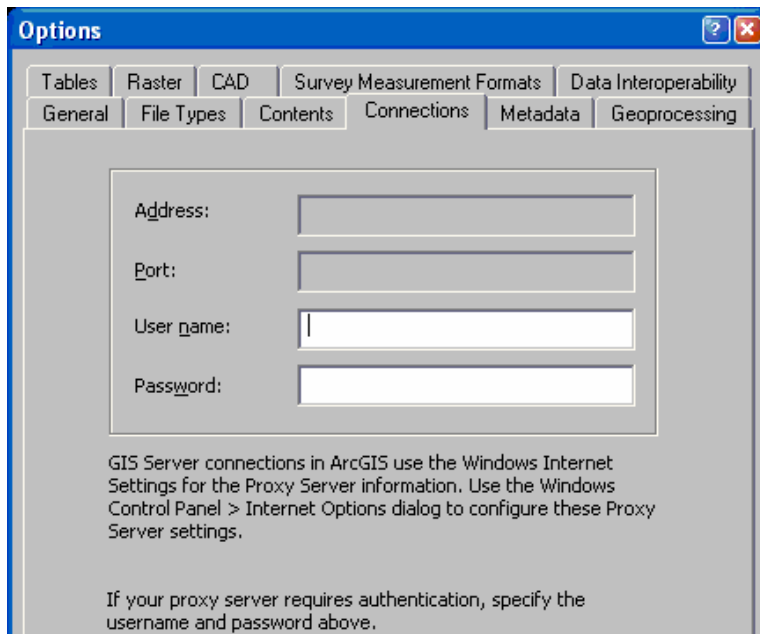 Options
Tables Raster CAD Survey Measurement Formats Data Interoperability
General File Types Contents Connections Metadata Geoprocessing
Address:
Port:
User name:
Password:
GIS Server connections in ArcGIS use the Windows Internet
Settings for the Proxy Server information. Use the Windows
Control Panel > Internet Options dialog to configure these Proxy
Server settings.
If your proxy server requires authentication, specify the
username and password above.